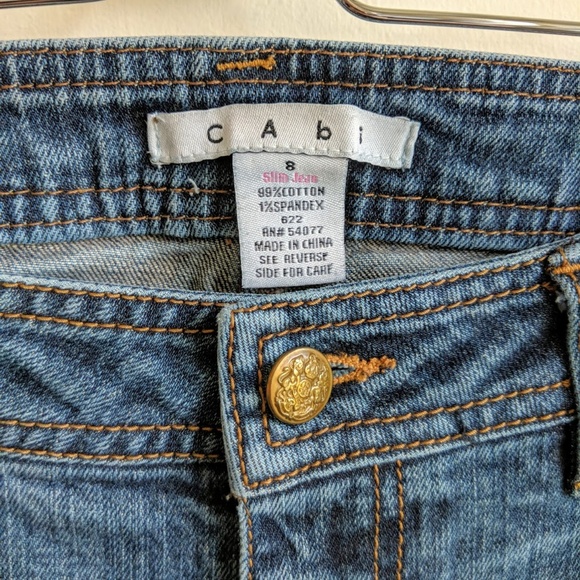 CAbi
8
Slim Jean
99%COTTON
1%SPANDEX
622
RN# 54077
MADE IN CHINA
SEE REVERSE
SIDE FOR CARE